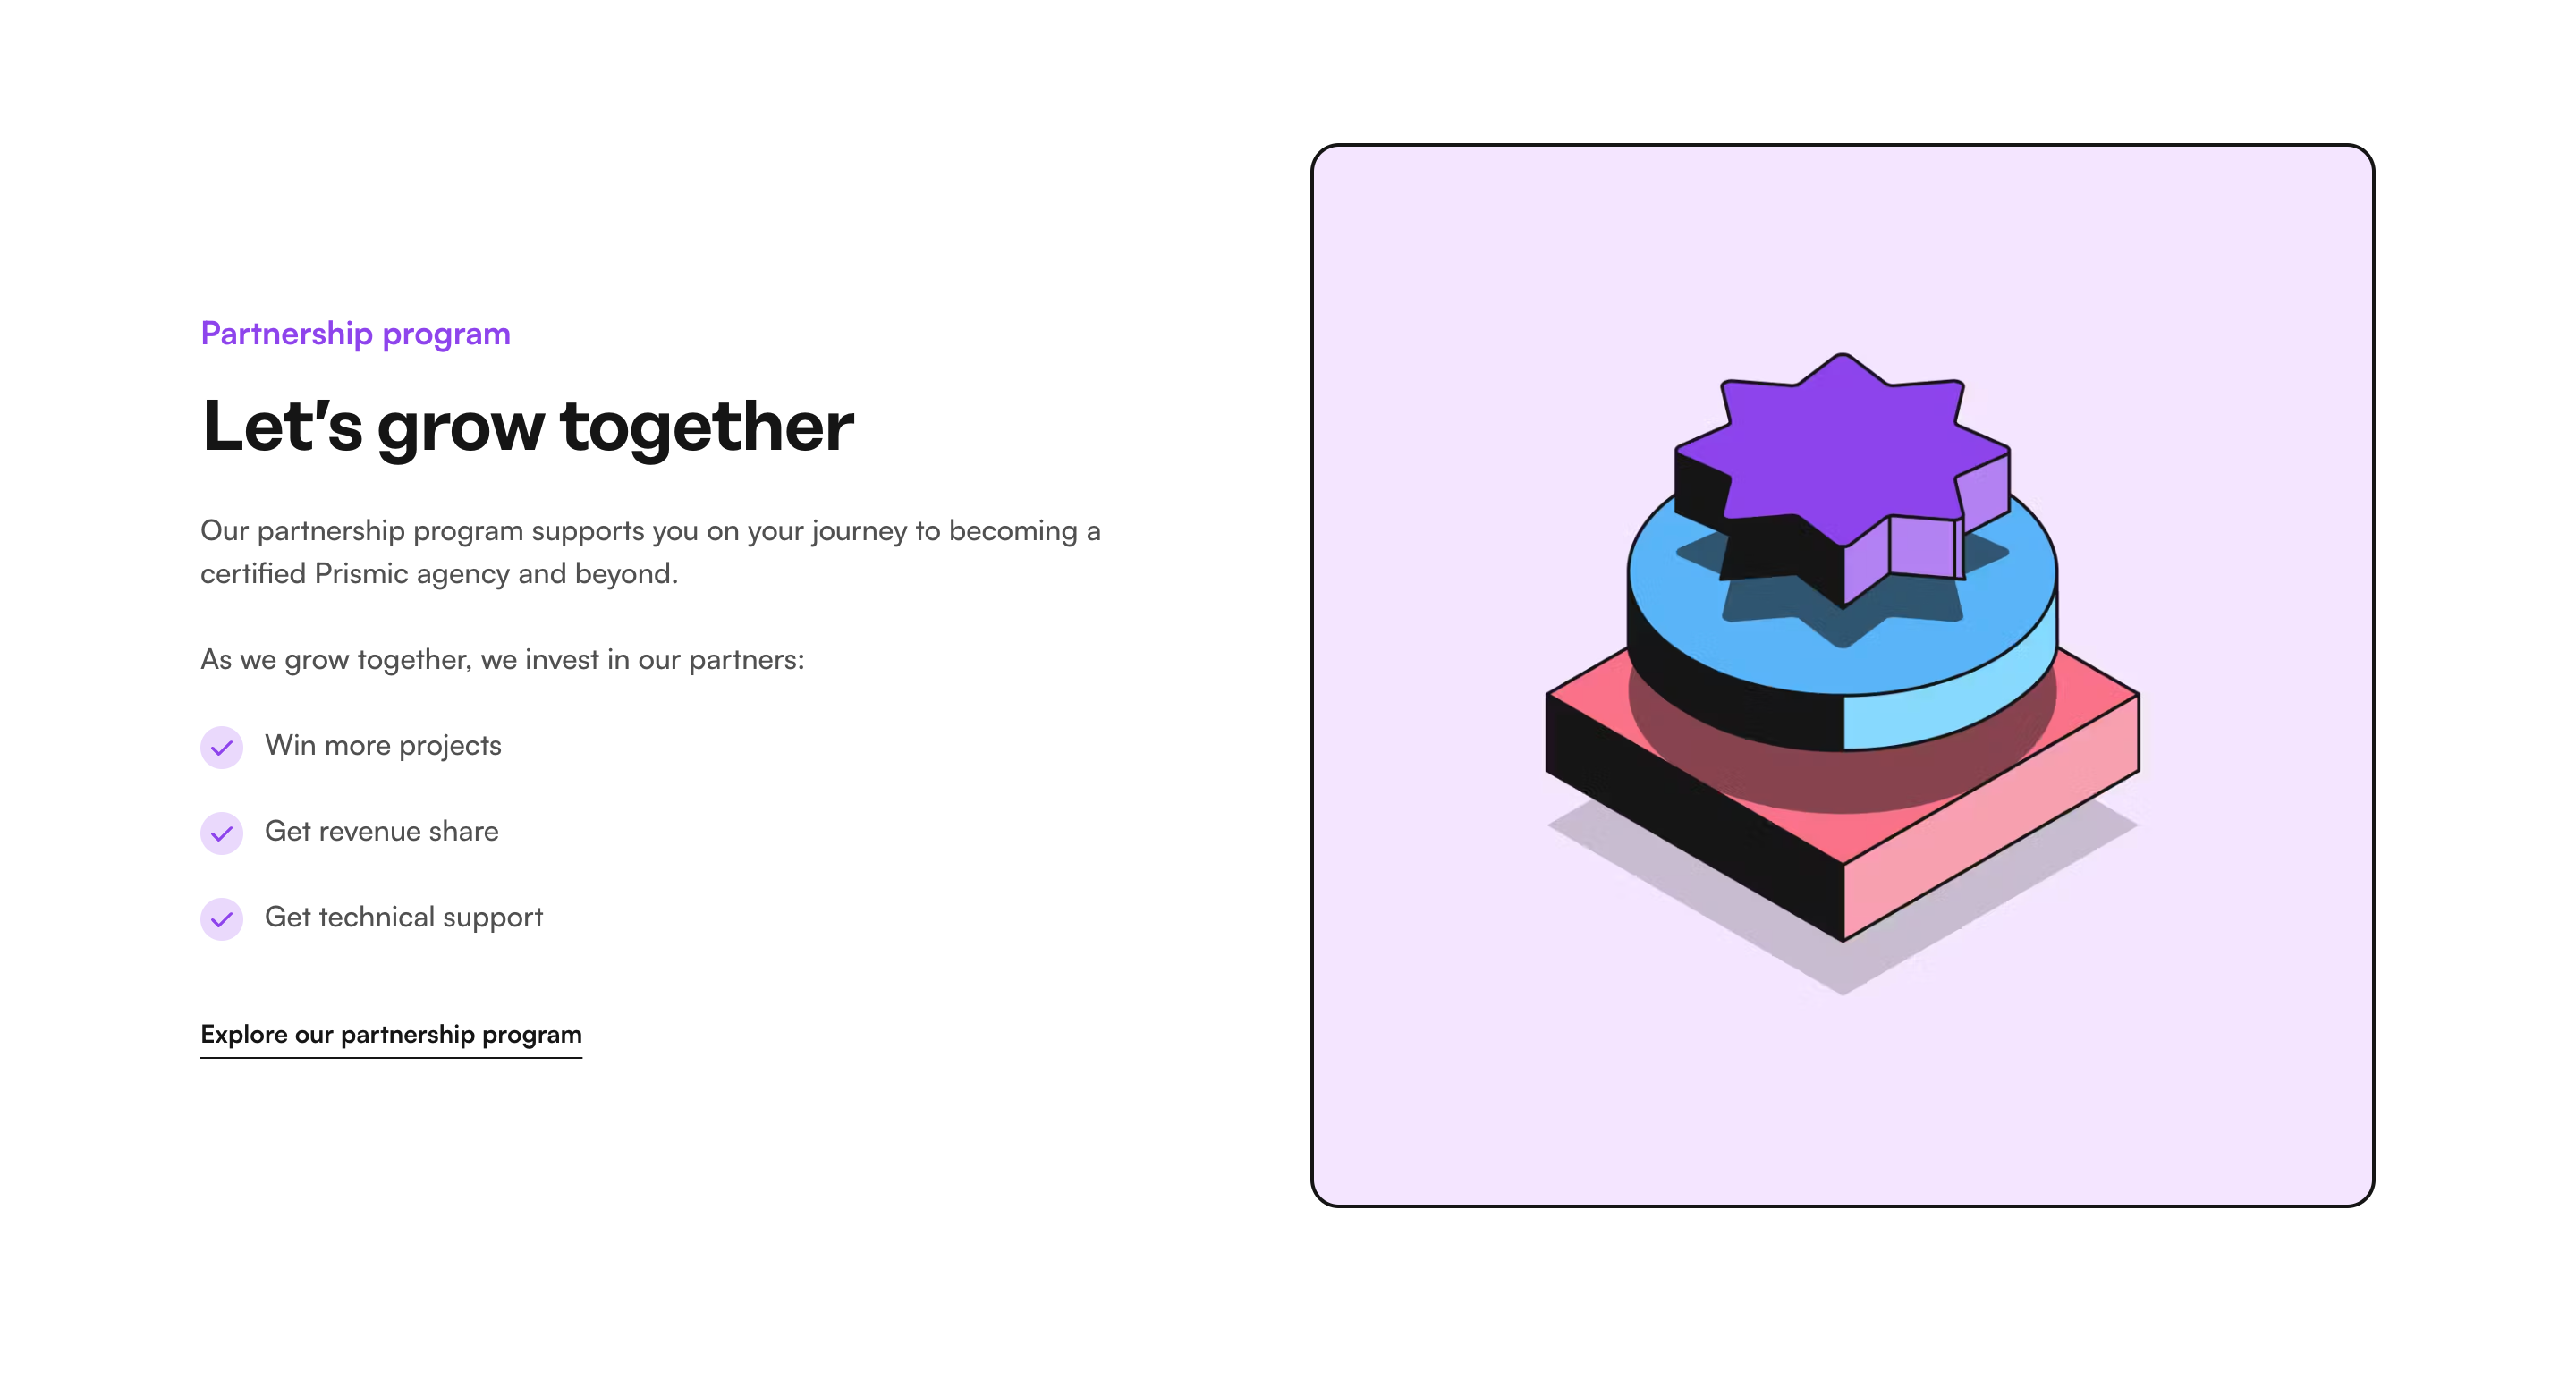 Partnership program
Let's grow together
Our partnership program supports you on your journey to becoming a
certified Prismic agency and beyond.
As we grow together, we invest in our partners:
Win more projects
Get revenue share
Get technical support
Explore our partnership program